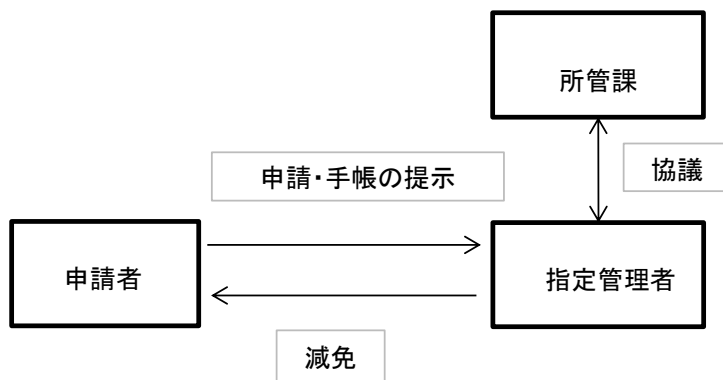 所管課
申請・手帳の提示
協議
申請者
指定管理者
減免